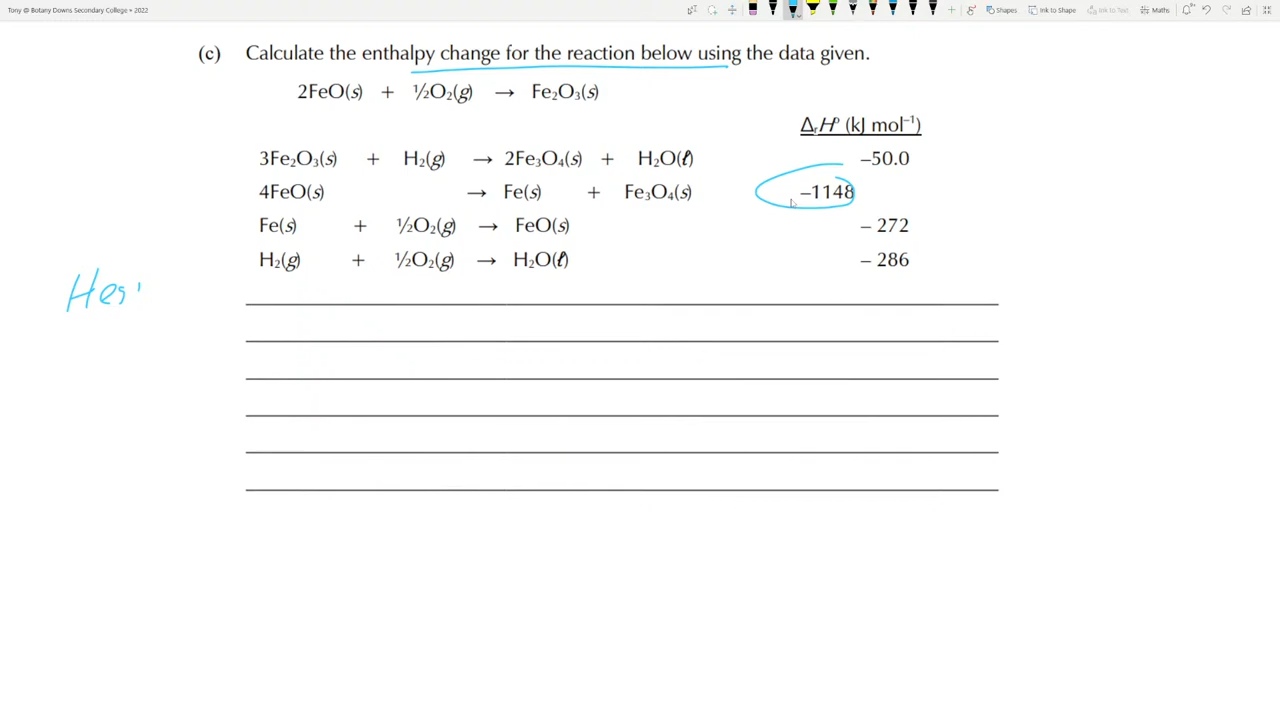 Tony @ Botany Downs Secondary College • 2022
Shapes Ink to Shape Ink to Text Maths
(c) Calculate the enthalpy change for the reaction below using the data given.
2FeO(s) + ½O₂(g) → Fe₂O₃(s)
ΔᵣHº (kJ mol⁻¹)
3Fe₂O₃(s) + H₂(g) → 2Fe₃O₄(s) + H₂O(ℓ) –50.0
4FeO(s) → Fe(s) + Fe₃O₄(s) –1148
Fe(s) + ½O₂(g) → FeO(s) – 272
H₂(g) + ½O₂(g) → H₂O(ℓ) – 286
Hes'